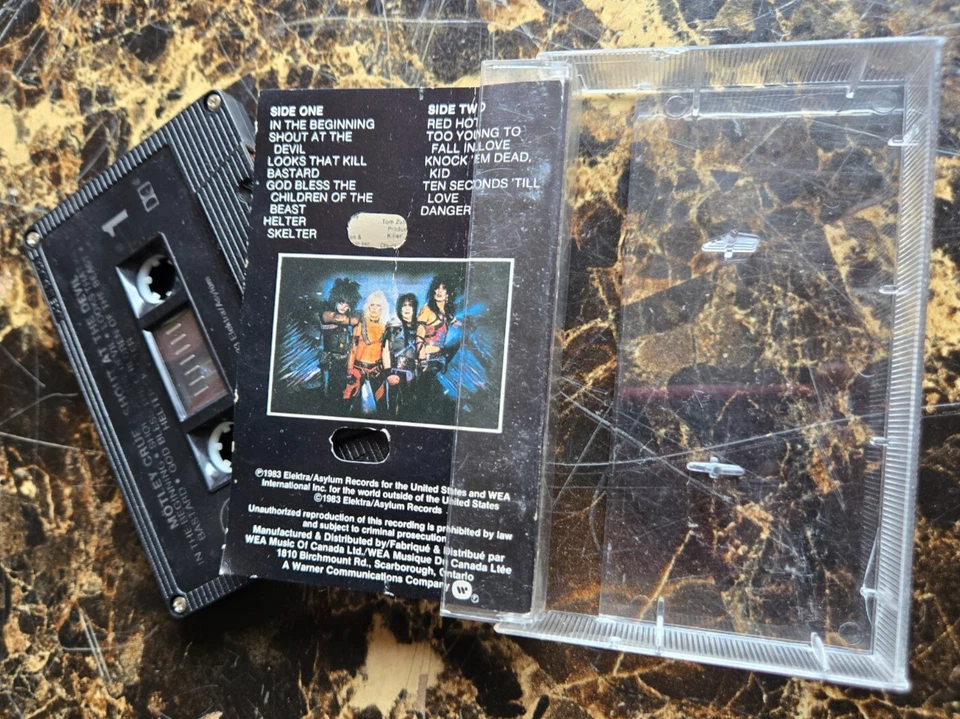 SIDE ONE
IN THE BEGINNING
SHOUT AT THE
DEVIL
LOOKS THAT KILL
BASTARD
GOD BLESS THE
CHILDREN OF THE
BEAST
HELTER
SKELTER
SIDE TWO
RED HOT
TOO YOUNG TO
FALL IN LOVE
KNOCK 'EM DEAD,
KID
TEN SECONDS 'TILL
LOVE
DANGER
℗1983 Elektra/Asylum Records for the United States and WEA
International Inc. for the world outside of the United States
©1983 Elektra/Asylum Records
Unauthorized reproduction of this recording is prohibited by law
and subject to criminal prosecution
Manufactured & Distributed by/Fabriqué & Distribué par
WEA Music Of Canada Ltd./WEA Musique Du Canada Ltée
1810 Birchmount Rd., Scarborough, Ontario
A Warner Communications Company
1
MOTLEY CRUE
SHOUT AT THE DEVIL